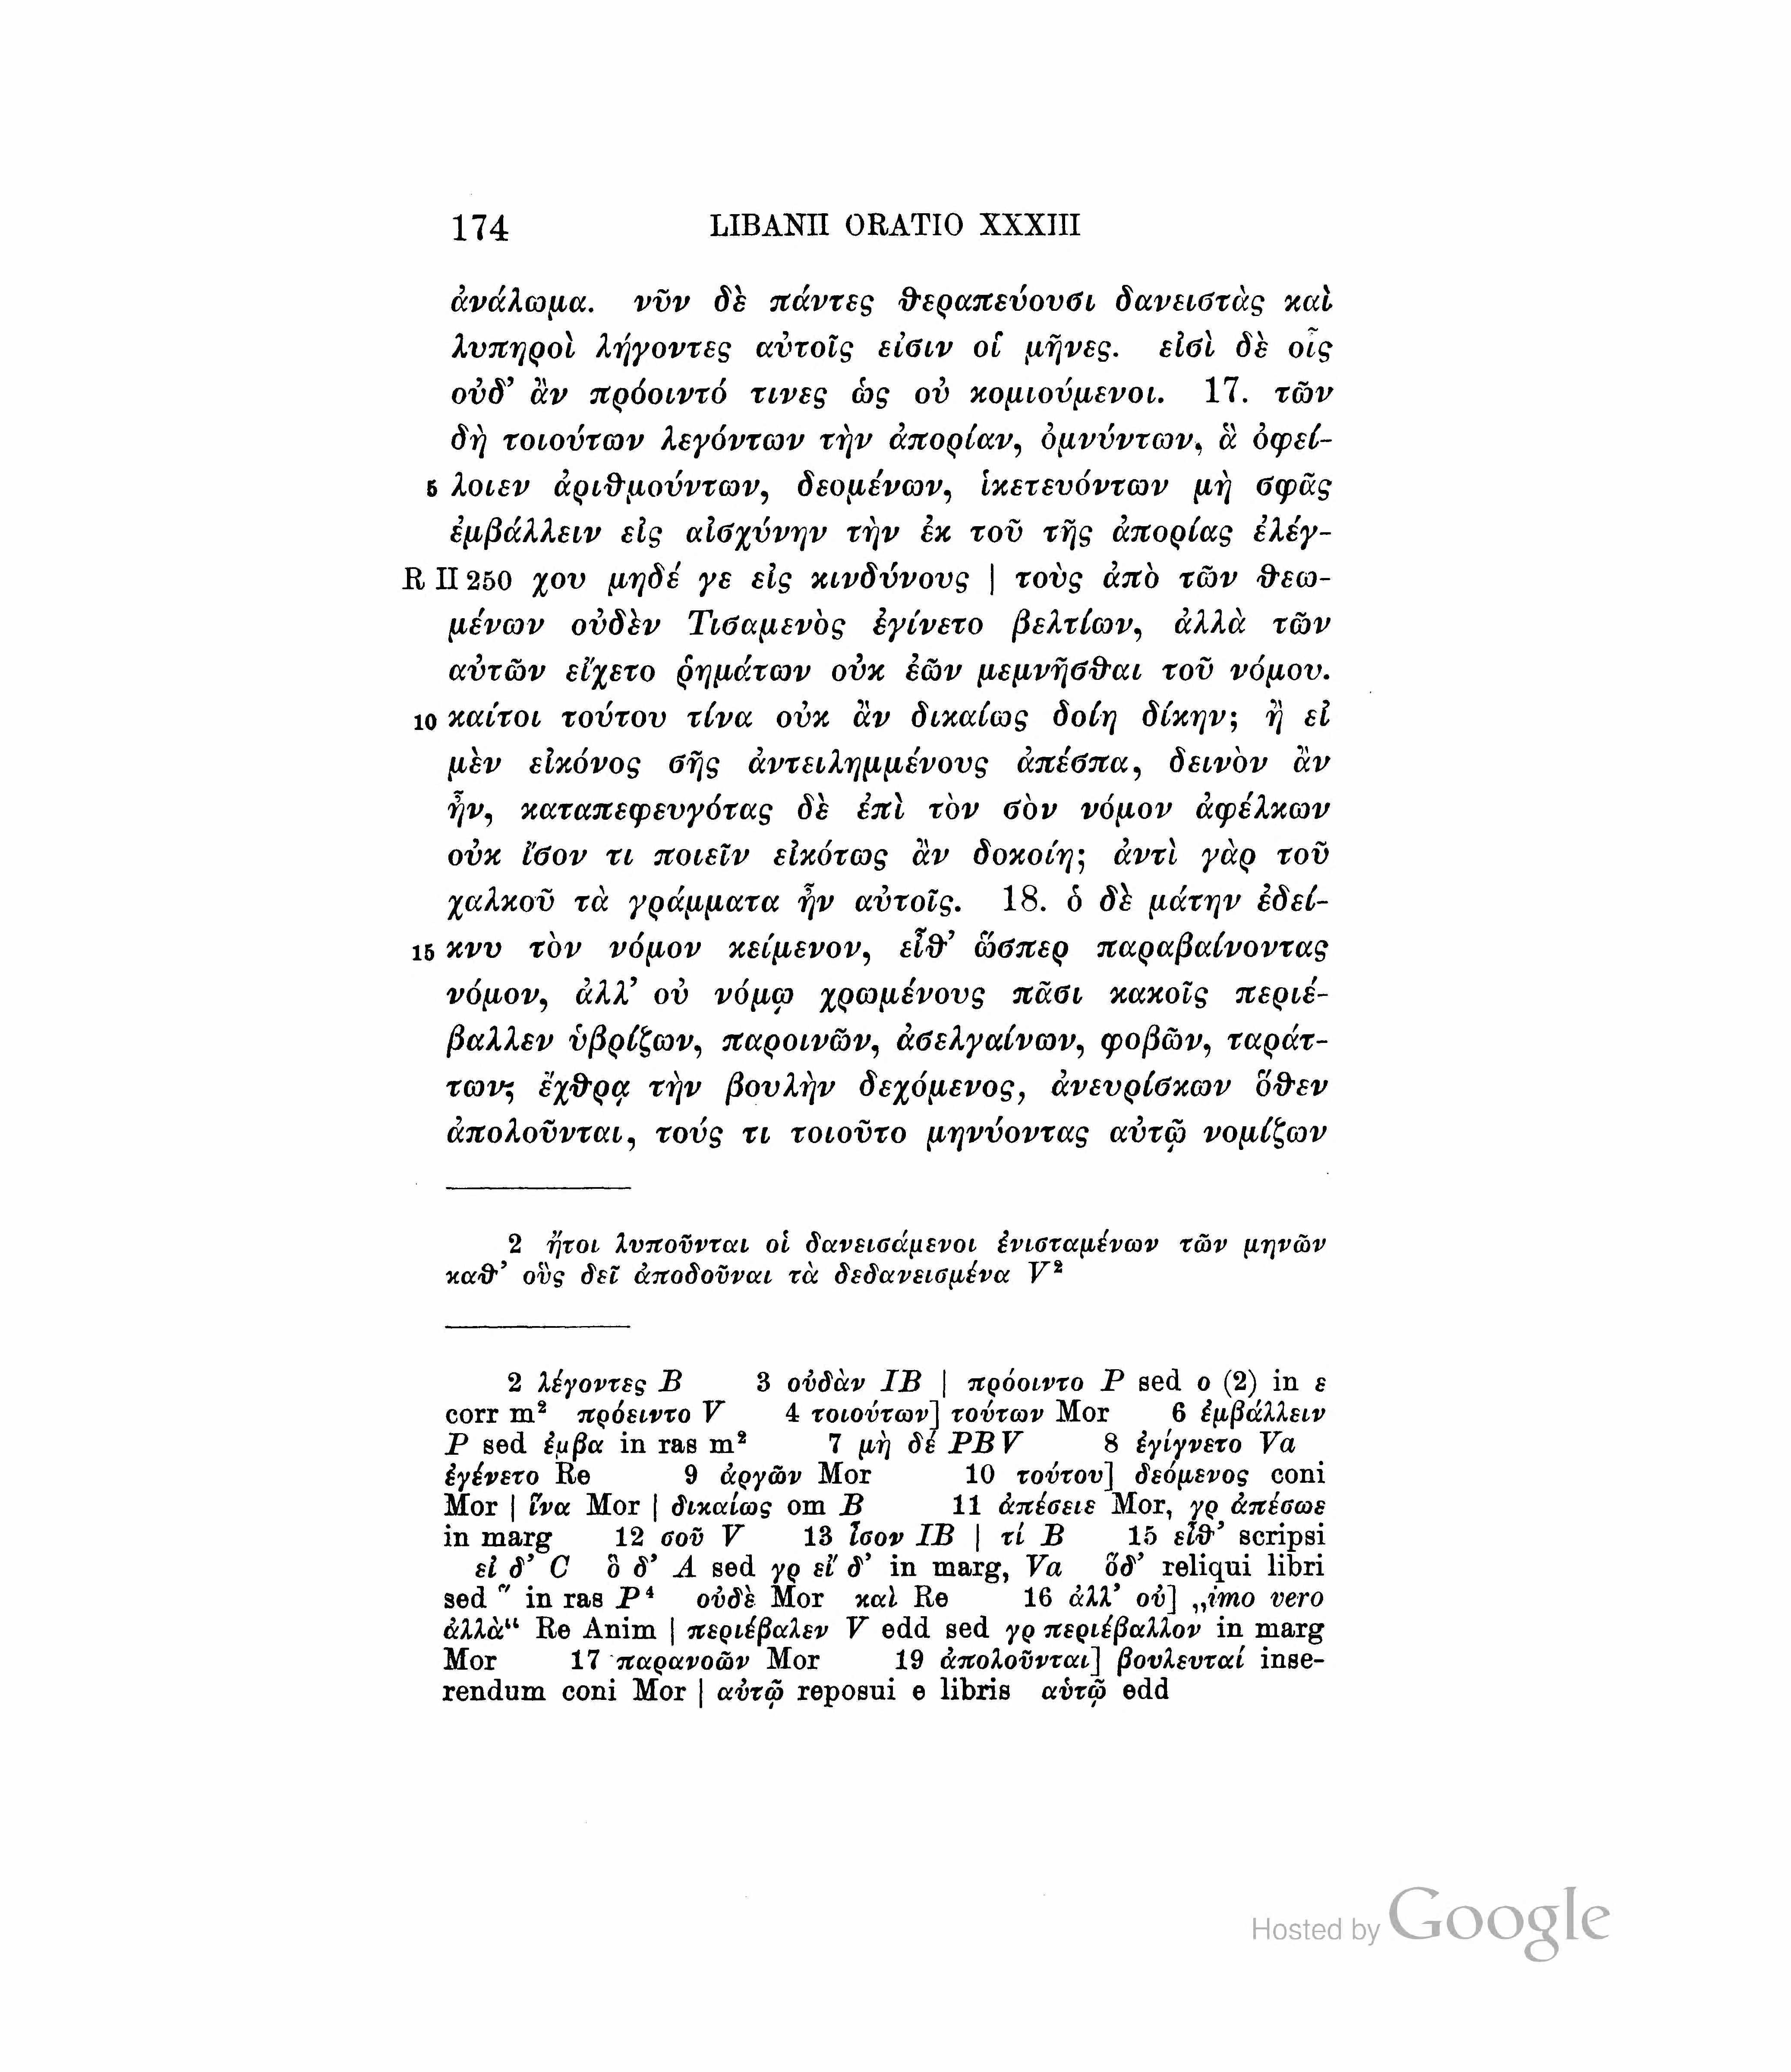 174 LIBANII ORATIO XXXIII
ἀνάλωμα. νῦν δὲ πάντες θεραπεύουσι δανειστὰς καὶ
λυπηροὶ λήγοντες αὐτοῖς εἰσιν οἱ μῆνες. εἰσὶ δὲ οἷς
οὐδ’ ἂν πρόοιντό τινες ὡς οὐ κομιούμενοι. 17. τῶν
δὴ τοιούτων λεγόντων τὴν ἀπορίαν, ὀμνύντων, ἃ ὀφεί-
5 λοιεν ἀριθμούντων, δεομένων, ἱκετευόντων μὴ σφᾶς
ἐμβάλλειν εἰς αἰσχύνην τὴν ἐκ τοῦ τῆς ἀπορίας ἐλέγ-
R II 250 χου μηδέ γε εἰς κινδύνους | τοὺς ἀπὸ τῶν θεω-
μένων οὐδὲν Τισαμενὸς ἐγίνετο βελτίων, ἀλλὰ τῶν
αὐτῶν εἴχετο ῥημάτων οὐκ ἐῶν μεμνῆσθαι τοῦ νόμου.
10 καίτοι τούτου τίνα οὐκ ἂν δικαίως δοίη δίκην; ἢ εἰ
μὲν εἰκόνος σῆς ἀντειλημμένους ἀπέσπα, δεινὸν ἂν
ἦν, καταπεφευγότας δὲ ἐπὶ τὸν σὸν νόμον ἀφέλκων
οὐκ ἴσον τι ποιεῖν εἰκότως ἂν δοκοίη; ἀντὶ γὰρ τοῦ
χαλκοῦ τὰ γράμματα ἦν αὐτοῖς. 18. ὁ δὲ μάτην ἐδεί-
15 κνυ τὸν νόμον κείμενον, εἶθ’ ὥσπερ παραβαίνοντας
νόμον, ἀλλ’ οὐ νόμῳ χρωμένους πᾶσι κακοῖς περιέ-
βαλλεν ὑβρίζων, παροινῶν, ἀσελγαίνων, φοβῶν, ταράτ-
των, ἔχθρᾳ τὴν βουλὴν δεχόμενος, ἀνευρίσκων ὅθεν
ἀπολοῦνται, τούς τι τοιοῦτο μηνύοντας αὐτῷ νομίζων
2 ἤτοι λυποῦνται οἱ δανεισάμενοι ἐνισταμένων τῶν μηνῶν
καθ’ οὓς δεῖ ἀποδοῦναι τὰ δεδανεισμένα V²
2 λέγοντες B 3 οὐδὰν IB | πρόοιντο P sed o (2) in ε
corr m² πρόειντο V 4 τοιούτων] τούτων Mor 6 ἐμβάλλειν
P sed ἐμβα in ras m² 7 μὴ δέ PBV 8 ἐγίγνετο Va
ἐγένετο Re 9 ἀργῶν Mor 10 τούτου] δεόμενος coni
Mor | ἵνα Mor | δικαίως om B 11 ἀπέσειε Mor, γρ ἀπέσωε
in marg 12 σοῦ V 13 ἶσον IB | τί B 15 εἶθ’ scripsi
εἰ δ’ C ὃ δ’ A sed γρ εἴ δ’ in marg, Va ὅδ’ reliqui libri
sed ῞ in ras P⁴ οὐδὲ Mor καὶ Re 16 ἀλλ’ οὐ] „imo vero
ἀλλὰ“ Re Anim | περιέβαλεν V edd sed γρ περιέβαλλον in marg
Mor 17 παρανοῶν Mor 19 ἀπολοῦνται] βουλευταί inse-
rendum coni Mor | αὐτῷ reposui e libris αὑτῷ edd
Hosted by Google